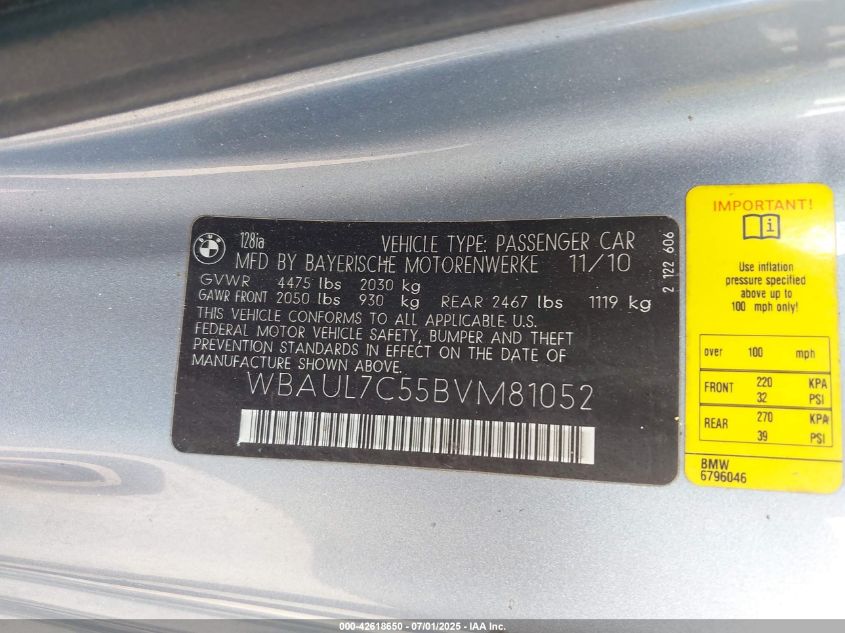 BMW
128ia
VEHICLE TYPE: PASSENGER CAR
MFD BY BAYERISCHE MOTORENWERKE 11/10
GVWR 4475 lbs 2030 kg
GAWR FRONT 2050 lbs 930 kg REAR 2467 lbs 1119 kg
THIS VEHICLE CONFORMS TO ALL APPLICABLE U.S.
FEDERAL MOTOR VEHICLE SAFETY, BUMPER AND THEFT
PREVENTION STANDARDS IN EFFECT ON THE DATE OF
MANUFACTURE SHOWN ABOVE.
WBAUL7C55BVM81052
2 122 606
IMPORTANT!
Use inflation
pressure specified
above up to
100 mph only!
over 100 mph
FRONT 220 KPA
32 PSI
REAR 270 KPA
39 PSI
BMW
6796046
000-42618650 - 07/01/2025 - IAA Inc.